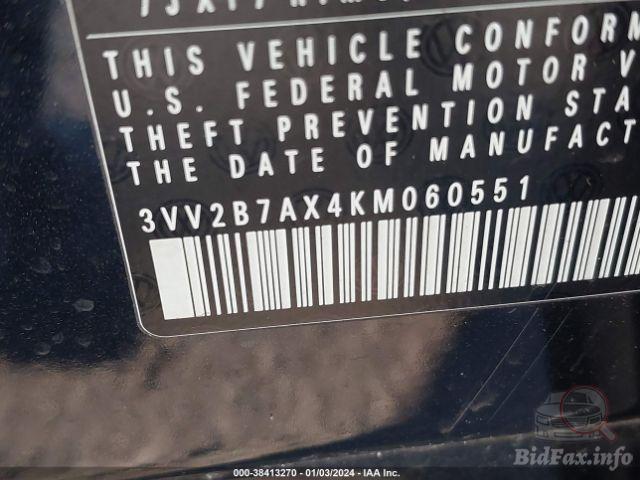 THIS VEHICLE CONFORM
U.S. FEDERAL MOTOR V
THEFT PREVENTION STA
THE DATE OF MANUFACT
3VV2B7AX4KM060551
BidFax.info
000-38413270 - 01/03/2024 - IAA Inc.